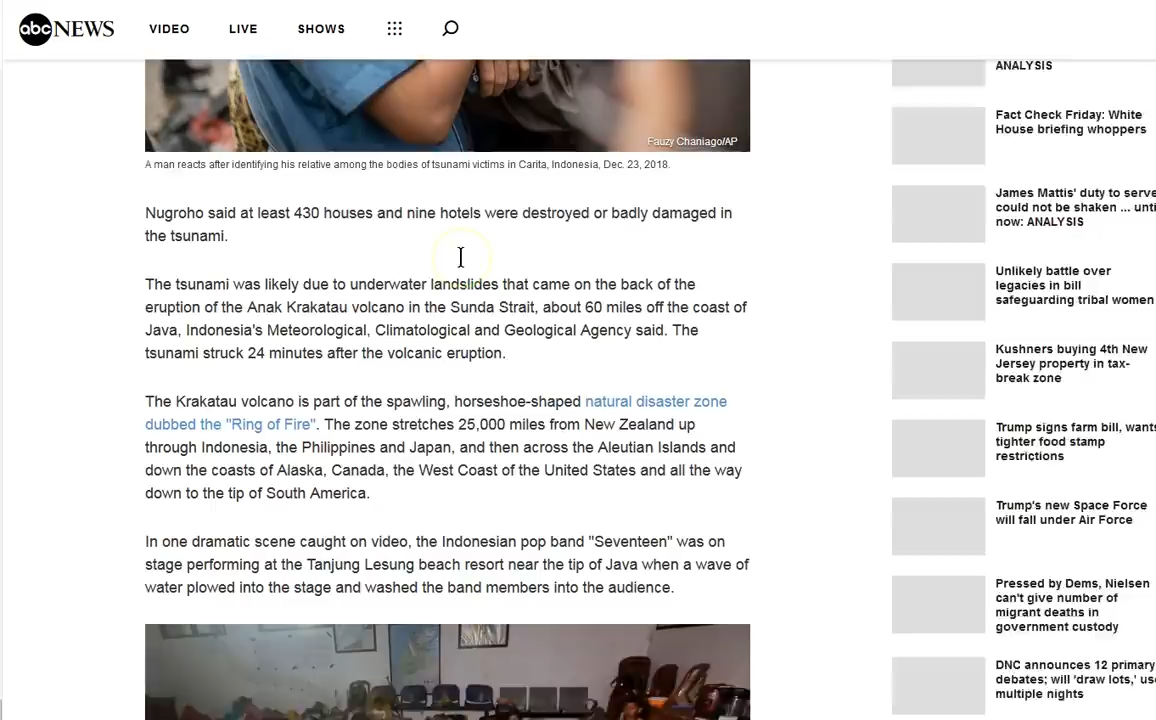 abc NEWS VIDEO LIVE SHOWS
Fauzy Chaniago/AP
A man reacts after identifying his relative among the bodies of tsunami victims in Carita, Indonesia, Dec. 23, 2018.
Nugroho said at least 430 houses and nine hotels were destroyed or badly damaged in
the tsunami.
The tsunami was likely due to underwater landslides that came on the back of the
eruption of the Anak Krakatau volcano in the Sunda Strait, about 60 miles off the coast of
Java, Indonesia's Meteorological, Climatological and Geological Agency said. The
tsunami struck 24 minutes after the volcanic eruption.
The Krakatau volcano is part of the spawling, horseshoe-shaped natural disaster zone
dubbed the "Ring of Fire". The zone stretches 25,000 miles from New Zealand up
through Indonesia, the Philippines and Japan, and then across the Aleutian Islands and
down the coasts of Alaska, Canada, the West Coast of the United States and all the way
down to the tip of South America.
In one dramatic scene caught on video, the Indonesian pop band "Seventeen" was on
stage performing at the Tanjung Lesung beach resort near the tip of Java when a wave of
water plowed into the stage and washed the band members into the audience.
ANALYSIS
Fact Check Friday: White
House briefing whoppers
James Mattis' duty to serve
could not be shaken ... unti
now: ANALYSIS
Unlikely battle over
legacies in bill
safeguarding tribal women
Kushners buying 4th New
Jersey property in tax-
break zone
Trump signs farm bill, wants
tighter food stamp
restrictions
Trump's new Space Force
will fall under Air Force
Pressed by Dems, Nielsen
can't give number of
migrant deaths in
government custody
DNC announces 12 primary
debates; will 'draw lots,' us
multiple nights